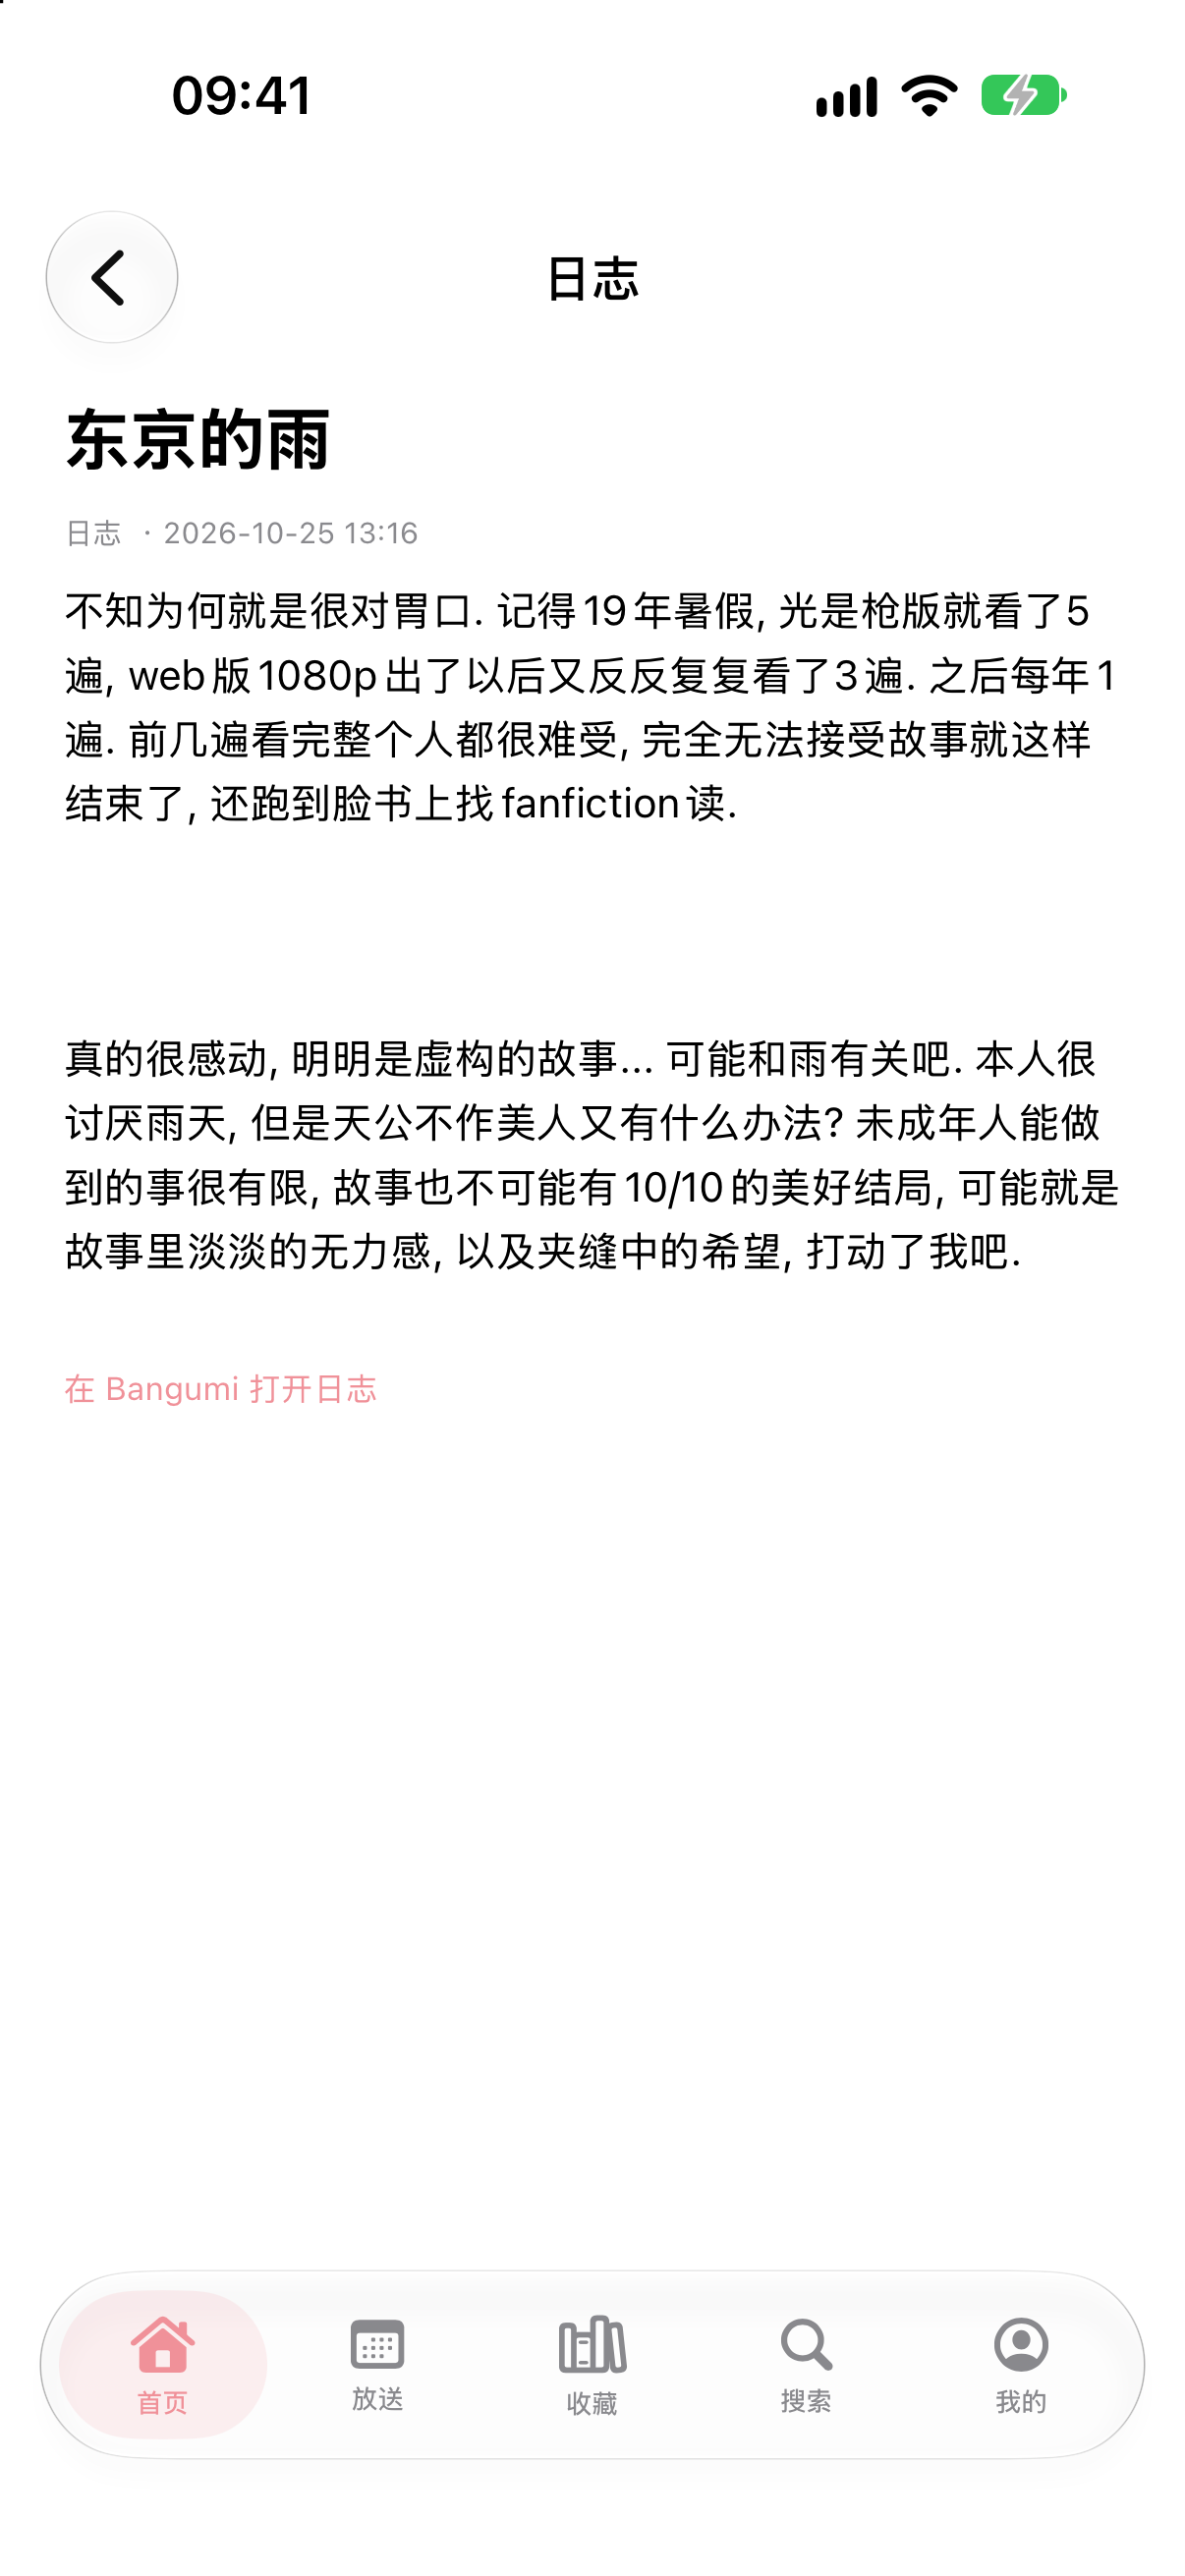 09:41
日志
东京的雨
日志 · 2026-10-25 13:16
不知为何就是很对胃口. 记得19年暑假, 光是枪版就看了5
遍, web版1080p出了以后又反反复复看了3遍. 之后每年1
遍. 前几遍看完整个人都很难受, 完全无法接受故事就这样
结束了, 还跑到脸书上找fanfiction读.
真的很感动, 明明是虚构的故事... 可能和雨有关吧. 本人很
讨厌雨天, 但是天公不作美人又有什么办法? 未成年人能做
到的事很有限, 故事也不可能有10/10的美好结局, 可能就是
故事里淡淡的无力感, 以及夹缝中的希望, 打动了我吧.
在 Bangumi 打开日志
首页 放送 收藏 搜索 我的